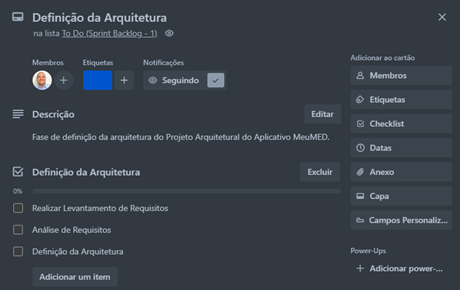 Definição da Arquitetura
na lista To Do (Sprint Backlog - 1)
Membros
Etiquetas
Notificações
Seguindo
Descrição
Editar
Fase de definição da arquitetura do Projeto Arquitetural do Aplicativo MeuMED.
Definição da Arquitetura
Excluir
0%
Realizar Levantamento de Requisitos
Análise de Requisitos
Definição da Arquitetura
Adicionar um item
Adicionar ao cartão
Membros
Etiquetas
Checklist
Datas
Anexo
Capa
Campos Personaliz...
Power-Ups
+ Adicionar power-...